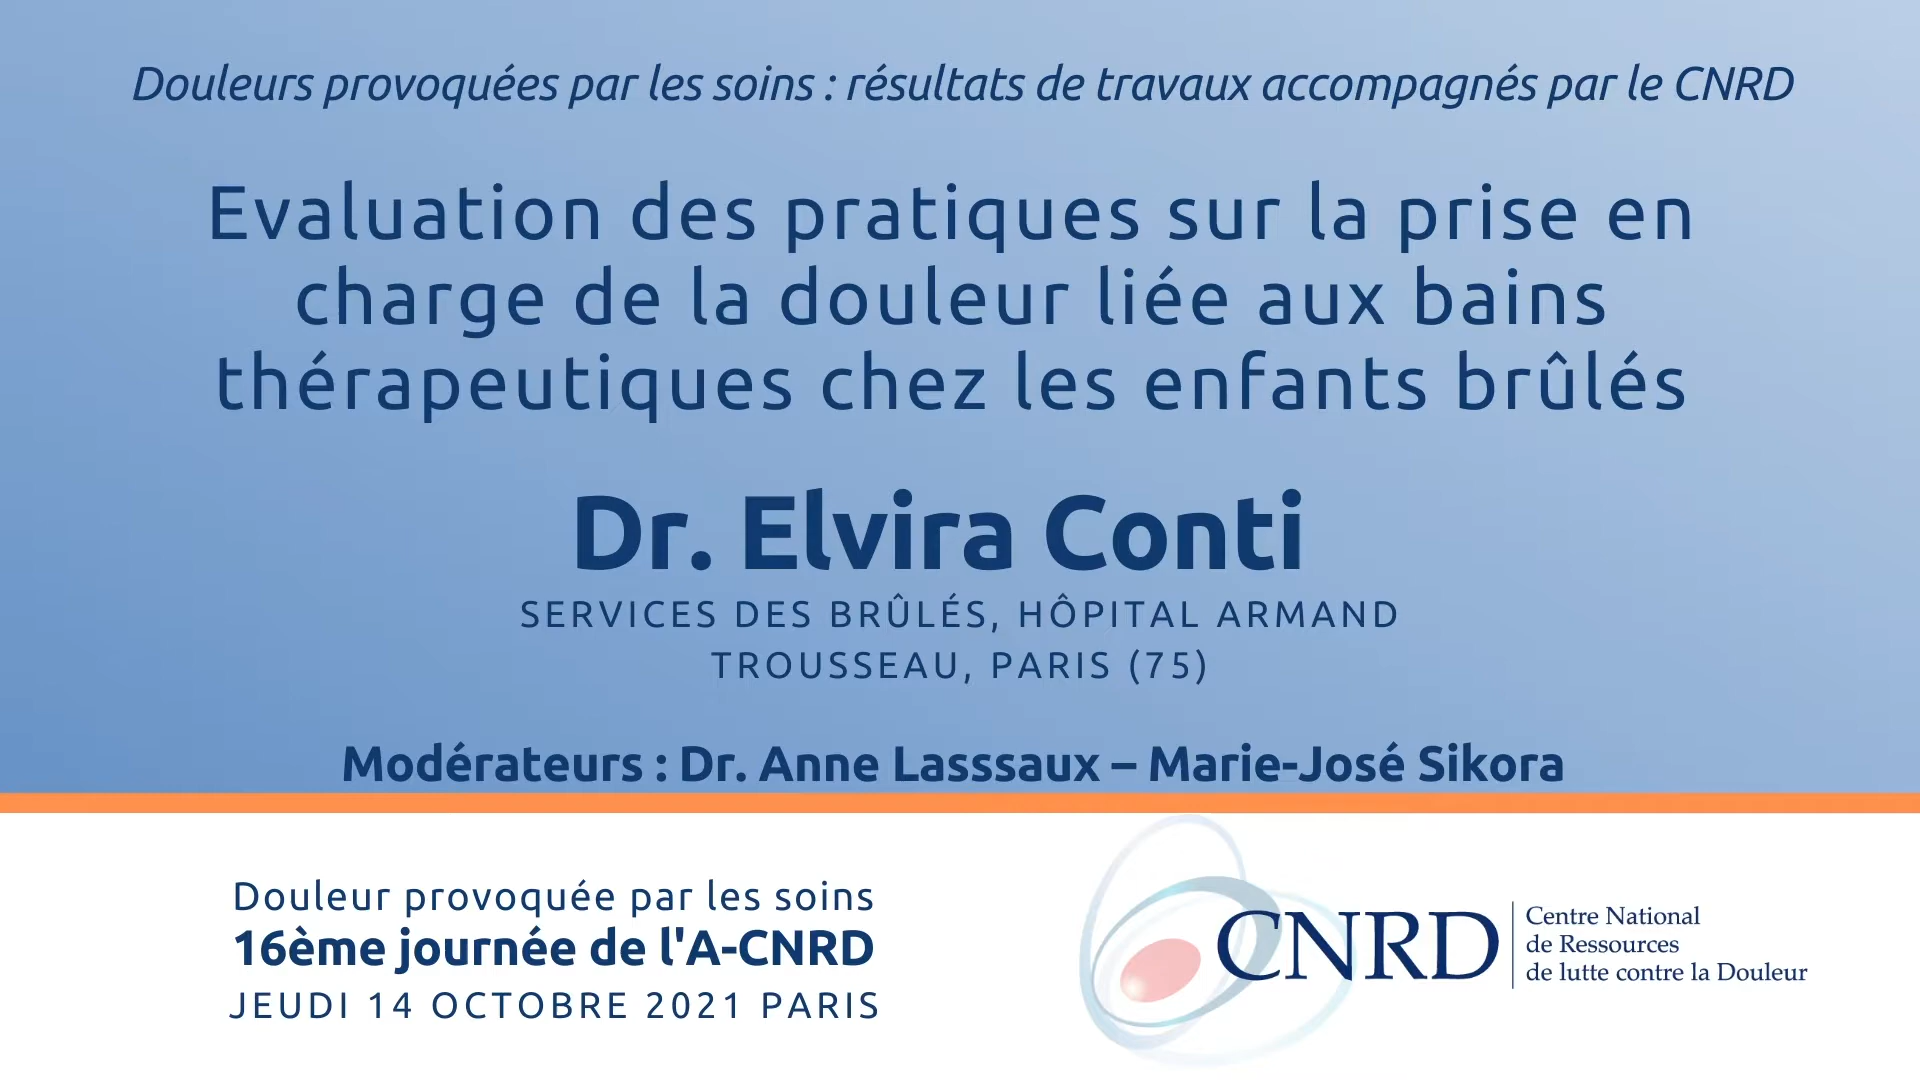 Douleurs provoquées par les soins : résultats de travaux accompagnés par le CNRD
Evaluation des pratiques sur la prise en
charge de la douleur liée aux bains
thérapeutiques chez les enfants brûlés
Dr. Elvira Conti
SERVICES DES BRÛLÉS, HÔPITAL ARMAND
TROUSSEAU, PARIS (75)
Modérateurs : Dr. Anne Lasssaux – Marie-José Sikora
Douleur provoquée par les soins
16ème journée de l'A-CNRD
JEUDI 14 OCTOBRE 2021 PARIS
CNRD
Centre National
de Ressources
de lutte contre la Douleur